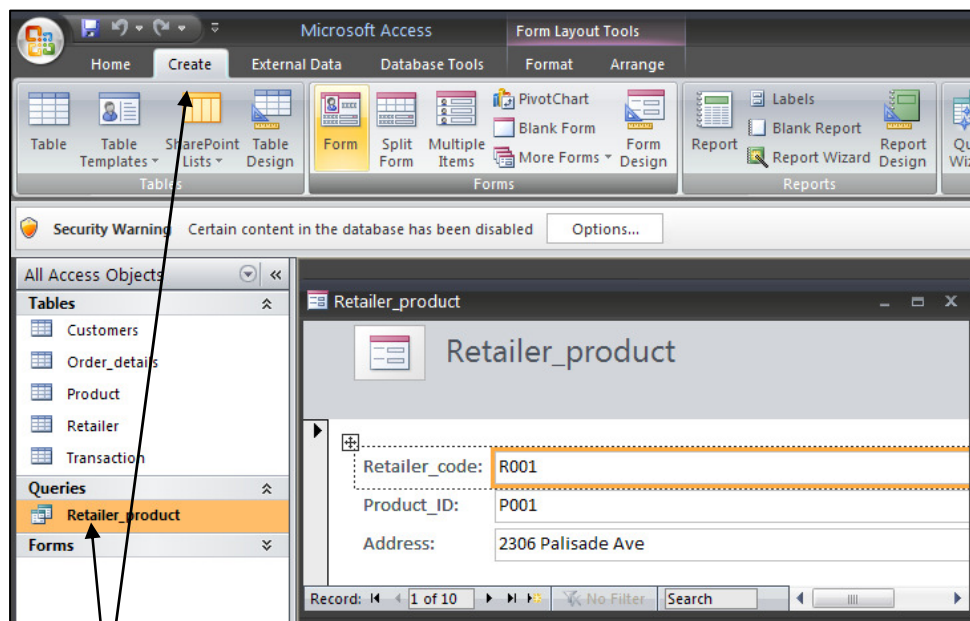 Microsoft Access Form Layout Tools
Home Create External Data Database Tools Format Arrange
Table
Table Templates
SharePoint Lists
Table Design
Tables
Form
Split Form
Multiple Items
PivotChart
Blank Form
More Forms
Form Design
Forms
Report
Labels
Blank Report
Report Wizard
Report Design
Reports
Security Warning Certain content in the database has been disabled Options...
All Access Objects
Tables
Customers
Order_details
Product
Retailer
Transaction
Queries
Retailer_product
Forms
Retailer_product
Retailer_product
Retailer_code: R001
Product_ID: P001
Address: 2306 Palisade Ave
Record: 1 of 10 No Filter Search